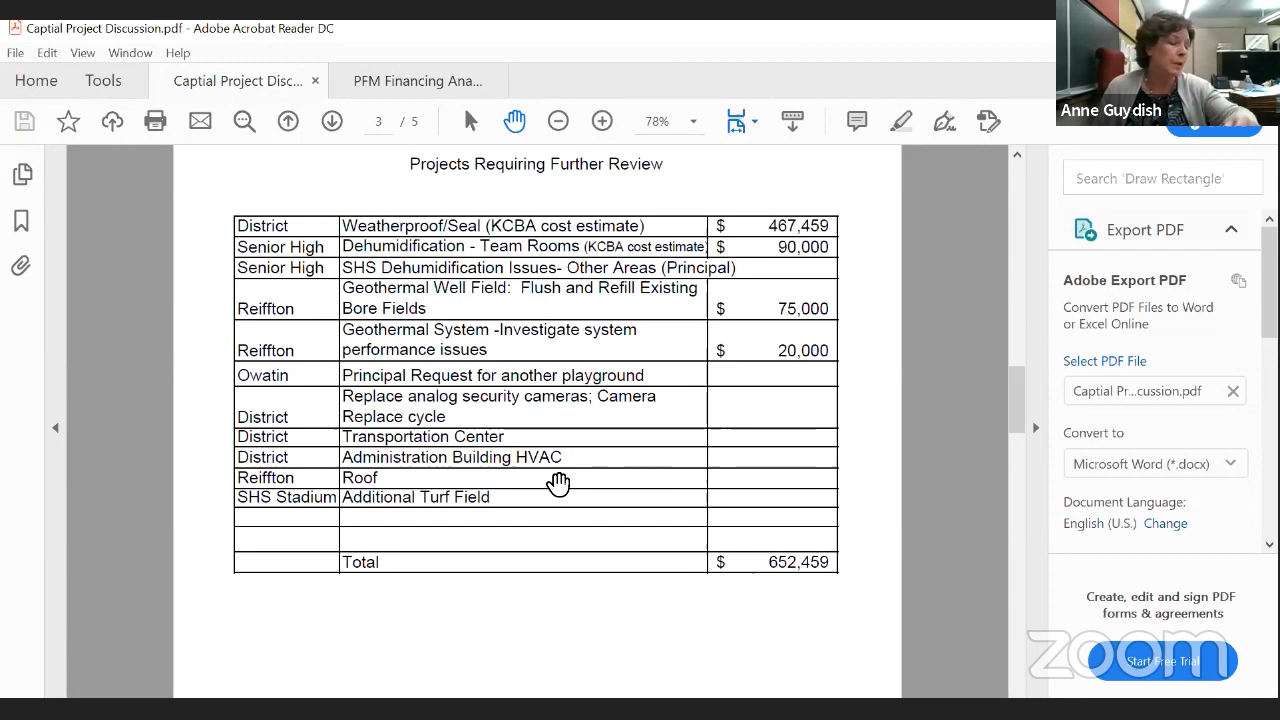 Captial Project Discussion.pdf - Adobe Acrobat Reader DC
File Edit View Window Help
Home Tools Captial Project Disc... × PFM Financing Ana...
3 / 5 78%
Anne Guydish
Projects Requiring Further Review
District Weatherproof/Seal (KCBA cost estimate) $ 467,459
Senior High Dehumidification - Team Rooms (KCBA cost estimate) $ 90,000
Senior High SHS Dehumidification Issues- Other Areas (Principal)
Geothermal Well Field: Flush and Refill Existing
Reiffton Bore Fields $ 75,000
Geothermal System -Investigate system
Reiffton performance issues $ 20,000
Owatin Principal Request for another playground
Replace analog security cameras; Camera
District Replace cycle
District Transportation Center
District Administration Building HVAC
Reiffton Roof
SHS Stadium Additional Turf Field
Total $ 652,459
Search 'Draw Rectangle'
Export PDF
Adobe Export PDF
Convert PDF Files to Word
or Excel Online
Select PDF File
Captial Pr...cussion.pdf
Convert to
Microsoft Word (*.docx)
Document Language:
English (U.S.) Change
Create, edit and sign PDF
forms & agreements
Start Free Trial
zoom